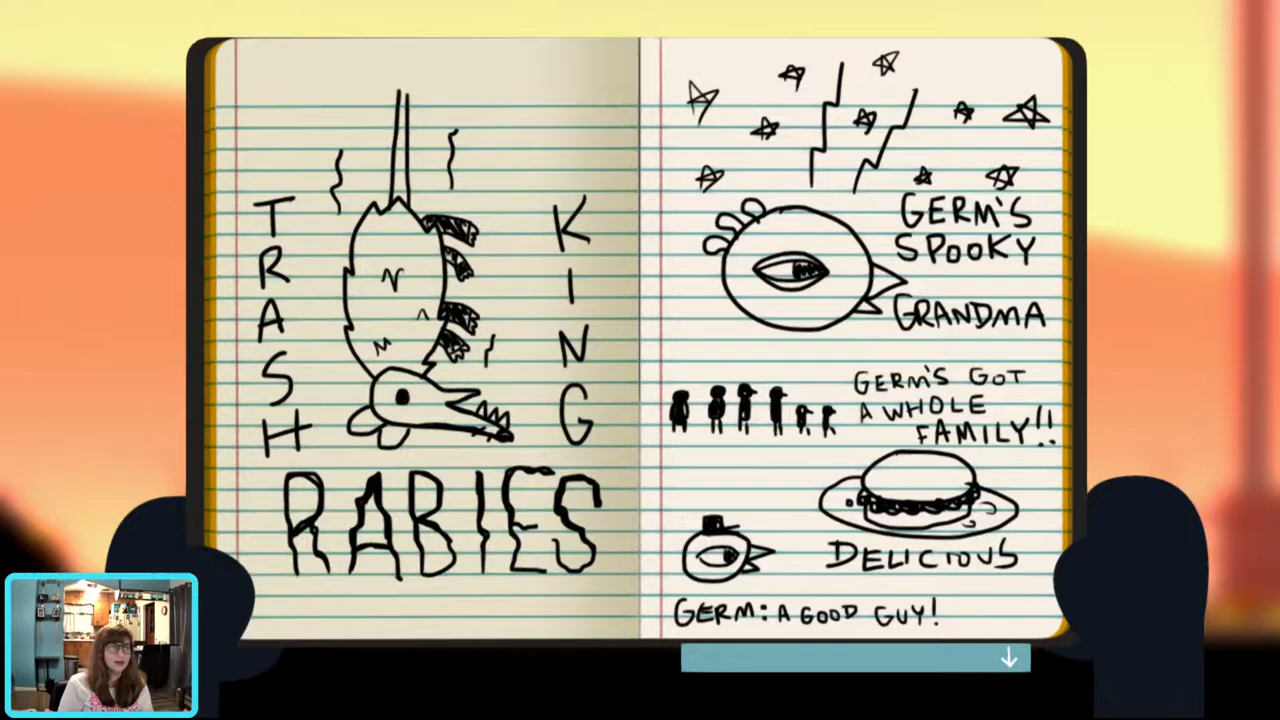 TRASH
KING
RABIES
GERM'S
SPOOKY
GRANDMA
GERM'S GOT
A WHOLE
FAMILY!!
DELICIOUS
GERM: A GOOD GUY!